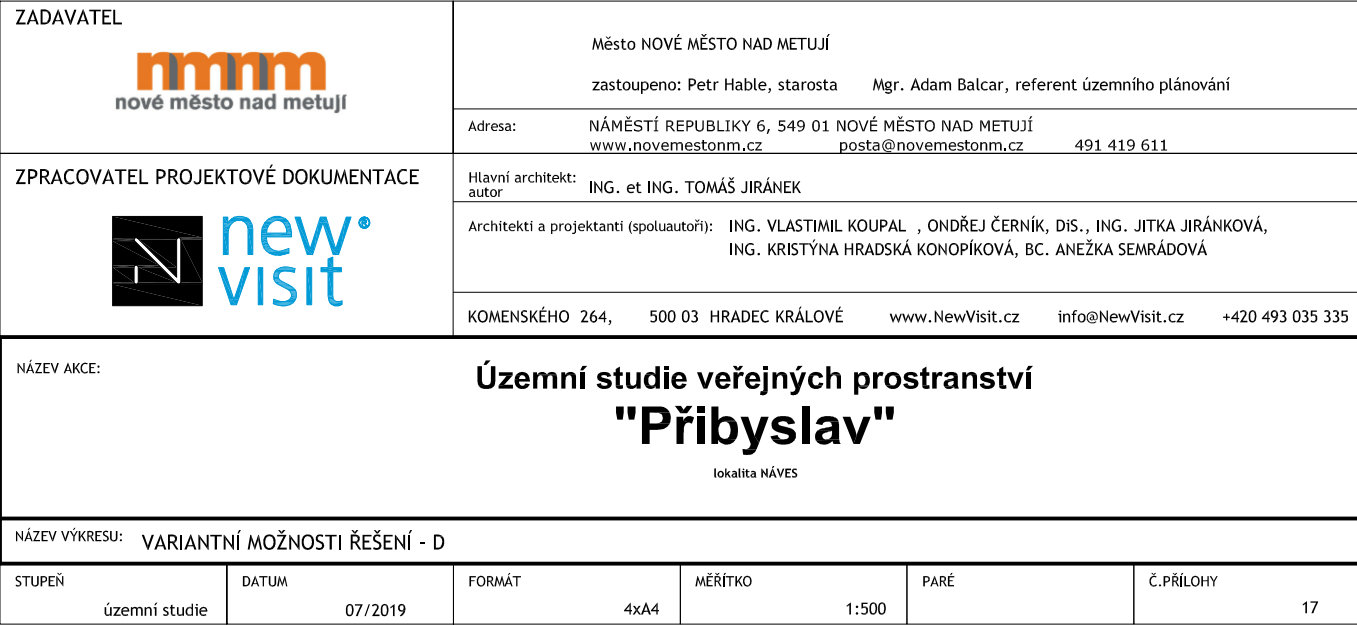 ZADAVATEL
nmnm
nové město nad metují
Město NOVÉ MĚSTO NAD METUJÍ
zastoupeno: Petr Hable, starosta Mgr. Adam Balcar, referent územního plánování
Adresa: NÁMĚSTÍ REPUBLIKY 6, 549 01 NOVÉ MĚSTO NAD METUJÍ
www.novemestonm.cz posta@novemestonm.cz 491 419 611
ZPRACOVATEL PROJEKTOVÉ DOKUMENTACE
N new®
visit
Hlavní architekt:
autor ING. et ING. TOMÁŠ JIRÁNEK
Architekti a projektanti (spoluautoři): ING. VLASTIMIL KOUPAL , ONDŘEJ ČERNÍK, DiS., ING. JITKA JIRÁNKOVÁ,
ING. KRISTÝNA HRADSKÁ KONOPÍKOVÁ, BC. ANEŽKA SEMRÁDOVÁ
KOMENSKÉHO 264, 500 03 HRADEC KRÁLOVÉ www.NewVisit.cz info@NewVisit.cz +420 493 035 335
NÁZEV AKCE:
Územní studie veřejných prostranství
"Přibyslav"
lokalita NÁVES
NÁZEV VÝKRESU: VARIANTNÍ MOŽNOSTI ŘEŠENÍ - D
STUPEŇ DATUM FORMÁT MĚŘÍTKO PARÉ Č.PŘÍLOHY
územní studie 07/2019 4xA4 1:500 17